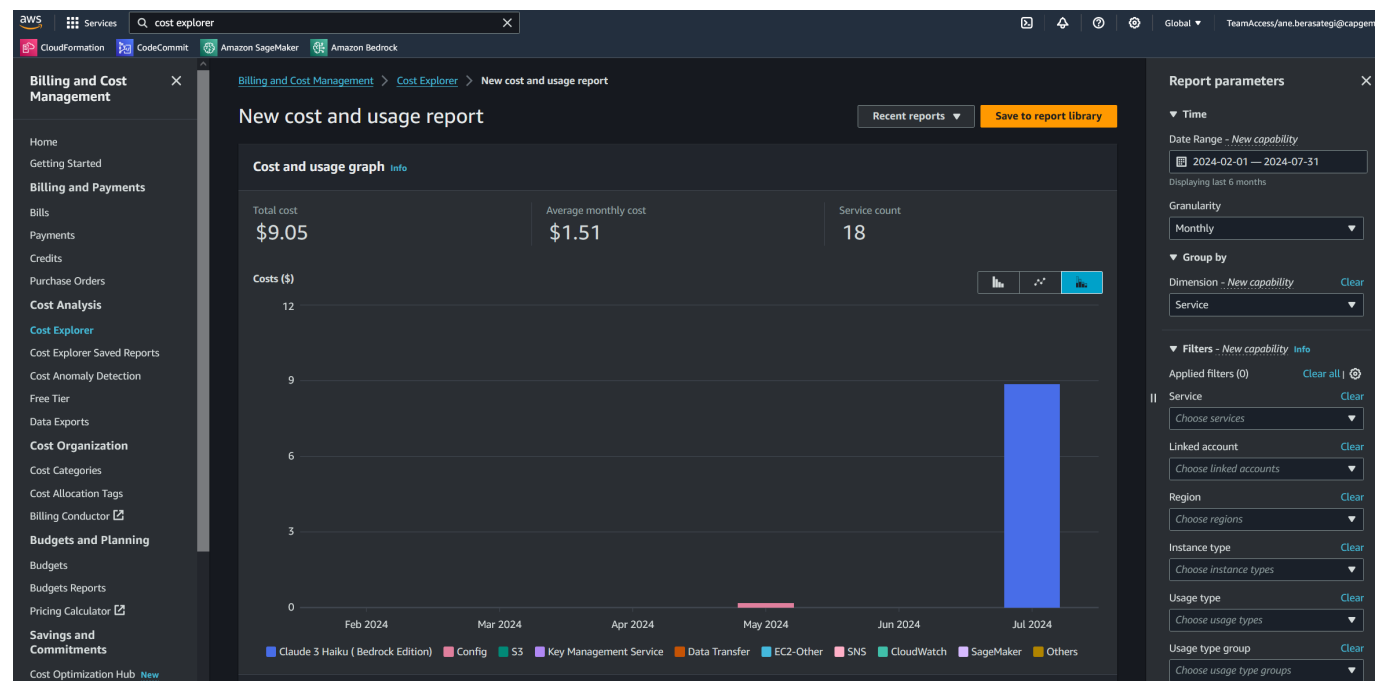 aws
Services
cost explorer
Global
TeamAccess/ane.berasategi@capgem
CloudFormation
CodeCommit
Amazon SageMaker
Amazon Bedrock
Billing and Cost
Management
Home
Getting Started
Billing and Payments
Bills
Payments
Credits
Purchase Orders
Cost Analysis
Cost Explorer
Cost Explorer Saved Reports
Cost Anomaly Detection
Free Tier
Data Exports
Cost Organization
Cost Categories
Cost Allocation Tags
Billing Conductor
Budgets and Planning
Budgets
Budgets Reports
Pricing Calculator
Savings and
Commitments
Cost Optimization Hub New
Billing and Cost Management > Cost Explorer > New cost and usage report
New cost and usage report
Recent reports
Save to report library
Cost and usage graph Info
Total cost
$9.05
Average monthly cost
$1.51
Service count
18
Costs ($)
12
9
6
3
0
Feb 2024 Mar 2024 Apr 2024 May 2024 Jun 2024 Jul 2024
Claude 3 Haiku ( Bedrock Edition) Config S3 Key Management Service Data Transfer EC2-Other SNS CloudWatch SageMaker Others
Report parameters
Time
Date Range - New capability
2024-02-01 — 2024-07-31
Displaying last 6 months
Granularity
Monthly
Group by
Dimension - New capability Clear
Service
Filters - New capability Info
Applied filters (0) Clear all |
Service Clear
Choose services
Linked account Clear
Choose linked accounts
Region Clear
Choose regions
Instance type Clear
Choose instance types
Usage type Clear
Choose usage types
Usage type group Clear
Choose usage type groups